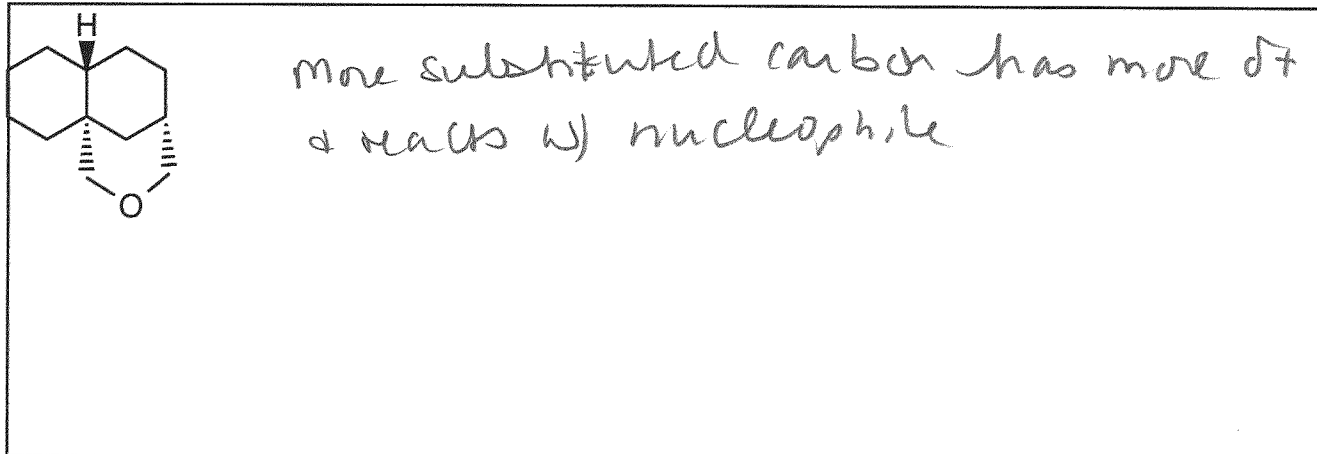 H
More substituted carbon has more δ+
& reacts w) nucleophile
O